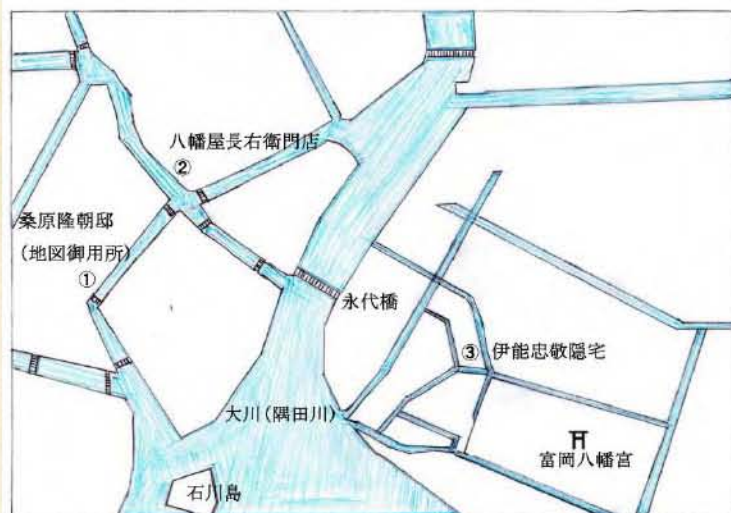 八幡屋長右衛門店
②
桑原隆朝邸
(地図御用所)
①
永代橋
③ 伊能忠敬隠宅
大川(隅田川)
富岡八幡宮
石川島